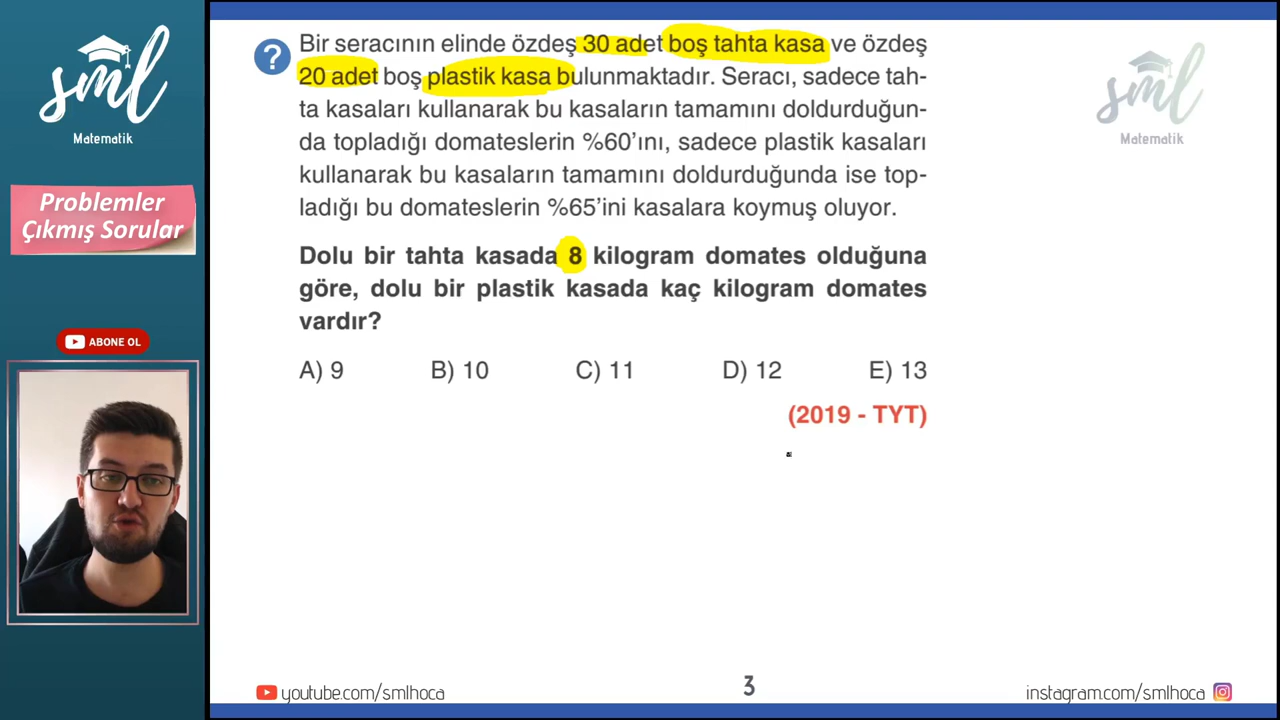 sml
Matematik
Problemler
Çıkmış Sorular
ABONE OL
?
Bir seracının elinde özdeş 30 adet boş tahta kasa ve özdeş
20 adet boş plastik kasa bulunmaktadır. Seracı, sadece tah-
ta kasaları kullanarak bu kasaların tamamını doldurduğun-
da topladığı domateslerin %60’ını, sadece plastik kasaları
kullanarak bu kasaların tamamını doldurduğunda ise top-
ladığı bu domateslerin %65’ini kasalara koymuş oluyor.
Dolu bir tahta kasada 8 kilogram domates olduğuna
göre, dolu bir plastik kasada kaç kilogram domates
vardır?
A) 9 B) 10 C) 11 D) 12 E) 13
(2019 - TYT)
sml
Matematik
youtube.com/smlhoca
3
instagram.com/smlhoca